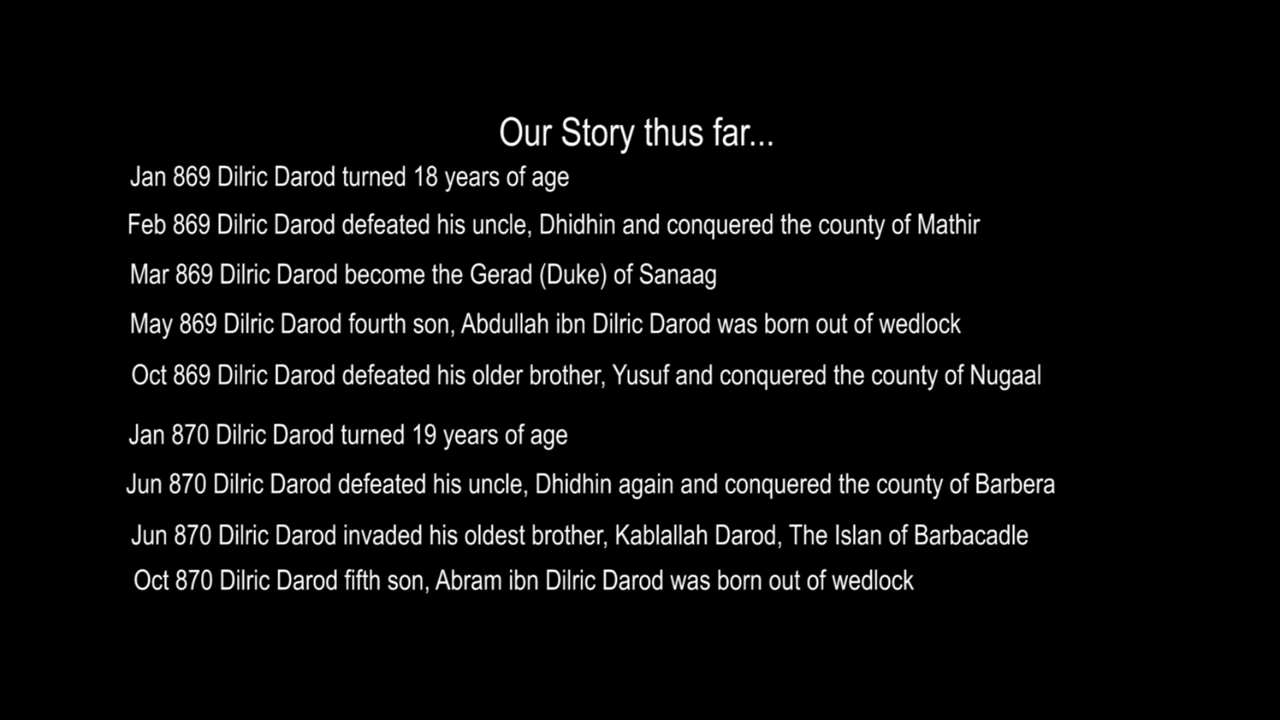 Our Story thus far...
Jan 869 Dilric Darod turned 18 years of age
Feb 869 Dilric Darod defeated his uncle, Dhidhin and conquered the county of Mathir
Mar 869 Dilric Darod become the Gerad (Duke) of Sanaag
May 869 Dilric Darod fourth son, Abdullah ibn Dilric Darod was born out of wedlock
Oct 869 Dilric Darod defeated his older brother, Yusuf and conquered the county of Nugaal
Jan 870 Dilric Darod turned 19 years of age
Jun 870 Dilric Darod defeated his uncle, Dhidhin again and conquered the county of Barbera
Jun 870 Dilric Darod invaded his oldest brother, Kablallah Darod, The Islan of Barbacadle
Oct 870 Dilric Darod fifth son, Abram ibn Dilric Darod was born out of wedlock